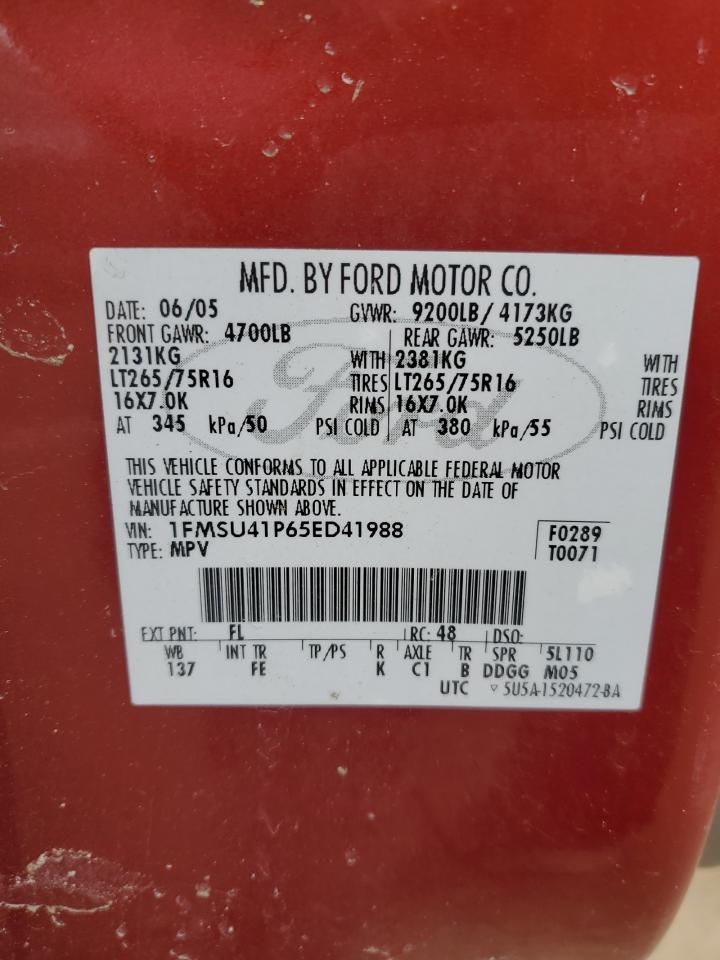 MFD. BY FORD MOTOR CO.
DATE: 06/05 GVWR: 9200LB/ 4173KG
FRONT GAWR: 4700LB REAR GAWR: 5250LB
2131KG WITH 2381KG WITH
LT265/75R16 TIRES LT265/75R16 TIRES
16X7.0K RIMS 16X7.0K RIMS
AT 345 kPa/50 PSI COLD AT 380 kPa/55 PSI COLD
Ford
THIS VEHICLE CONFORMS TO ALL APPLICABLE FEDERAL MOTOR
VEHICLE SAFETY STANDARDS IN EFFECT ON THE DATE OF
MANUFACTURE SHOWN ABOVE.
VIN: 1FMSU41P65ED41988 F0289
TYPE: MPV T0071
EXT PNT: FL RC: 48 DSO:
WB INT TR TP/PS R AXLE TR SPR 5L110
137 FE K C1 B DDGG M05
UTC ▽ 5U5A-1520472-BA